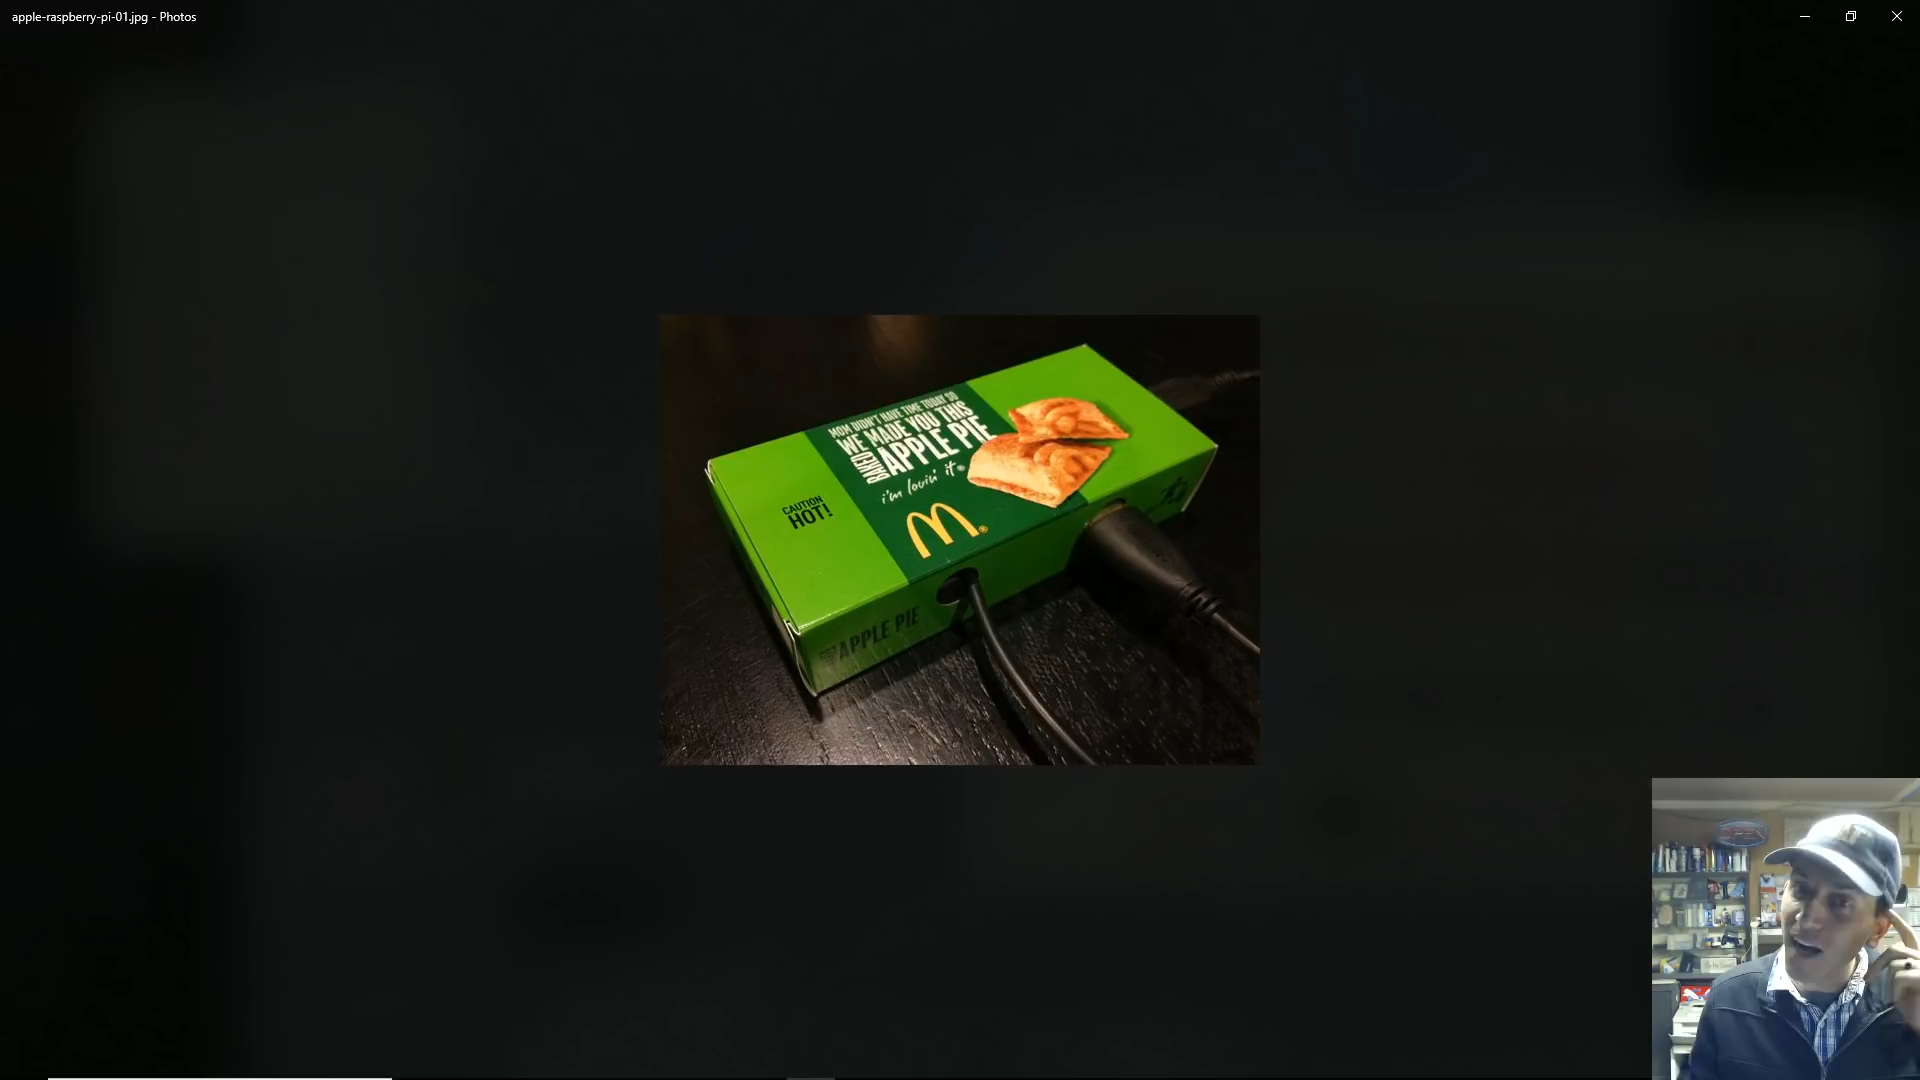 apple-raspberry-pi-01.jpg - Photos
MOM DIDN'T HAVE TIME TODAY SO
WE MADE YOU THIS
BAKED
APPLE PIE
i'm lovin' it®
CAUTION
HOT!
M®
APPLE PIE
OPEN